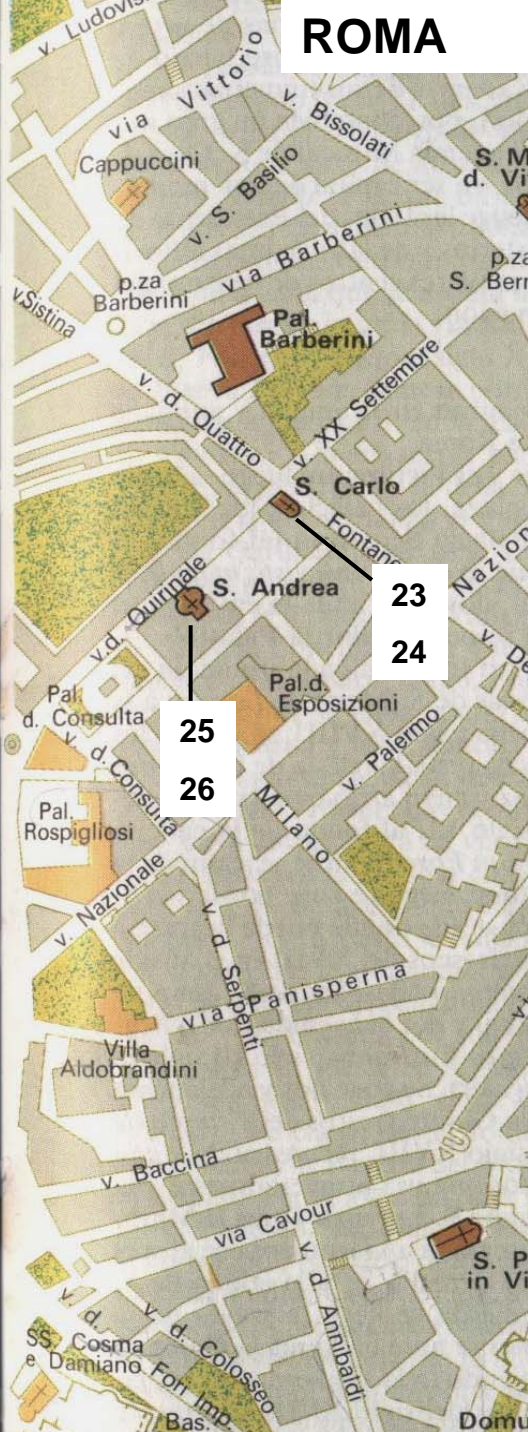 ROMA
v. Ludovis
via Vittorio
v. Bissolati
Cappuccini
v. S. Basilio
S. M
d. Vi
via Barberini
p.za
Barberini
p.za
S. Bern
v Sistina
Pal.
Barberini
v. d. Quattro
v. XX Settembre
S. Carlo
Fontane
Nazion
v.d. Quirinale
S. Andrea
23
24
v. De
Pal.
d. Consulta
Pal.d.
Esposizioni
25
26
v. d. Consulta
v. Palermo
Milano
Pal.
Rospigliosi
v. Nazionale
v. d Serpenti
via Panisperna
Villa
Aldobrandini
v. Baccina
via Cavour
S. P
in Vi
v. d. Annibaldi
v. d. Colosseo
v. d. Fori Imp.
SS. Cosma
e Damiano
Bas.
Domu